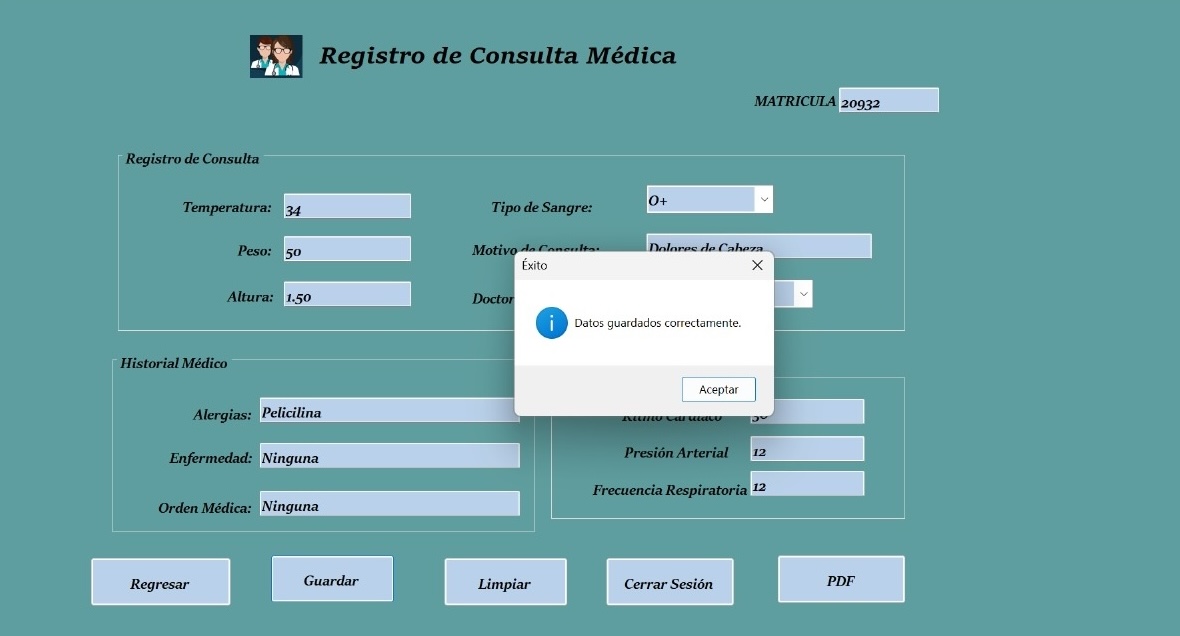 Registro de Consulta Médica
MATRICULA 20932
Registro de Consulta
Temperatura: 34
Tipo de Sangre: O+
Peso: 50
Motivo de Consulta: Dolores de Cabeza
Altura: 1.50
Doctor
Éxito
Datos guardados correctamente.
Aceptar
Historial Médico
Alergias: Pelicilina
Ritmo Cardiaco
Enfermedad: Ninguna
Presión Arterial 12
Orden Médica: Ninguna
Frecuencia Respiratoria 12
Regresar
Guardar
Limpiar
Cerrar Sesión
PDF